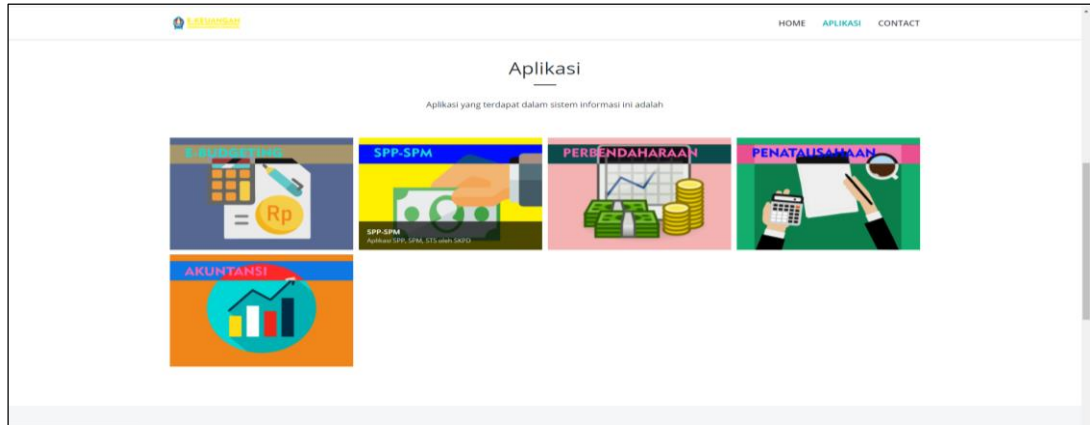 E-KEUANGAN
HOME APLIKASI CONTACT
Aplikasi
Aplikasi yang terdapat dalam sistem informasi ini adalah
E-BUDGETING
Rp
SPP-SPM
SPP-SPM
Aplikasi SPP, SPM, STS oleh SKPD
PERBENDAHARAAN
PENATAUSAHAAN
AKUNTANSI